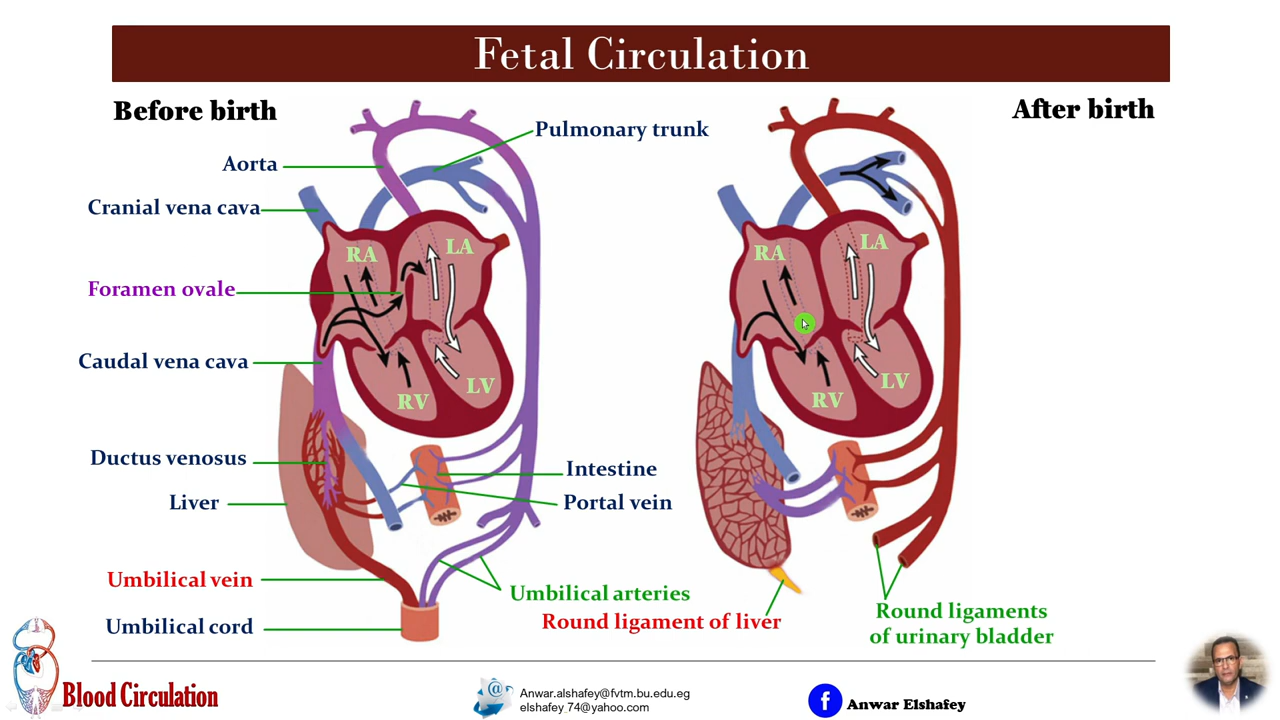 Fetal Circulation
Before birth
After birth
Pulmonary trunk
Aorta
Cranial vena cava
RA
LA
RA
LA
Foramen ovale
Caudal vena cava
RV
LV
RV
LV
Ductus venosus
Intestine
Liver
Portal vein
Umbilical vein
Umbilical arteries
Round ligament of liver
Round ligaments
of urinary bladder
Umbilical cord
Blood Circulation
@
Anwar.elshafey@fvtm.bu.edu.eg
elshafey_74@yahoo.com
f
Anwar Elshafey